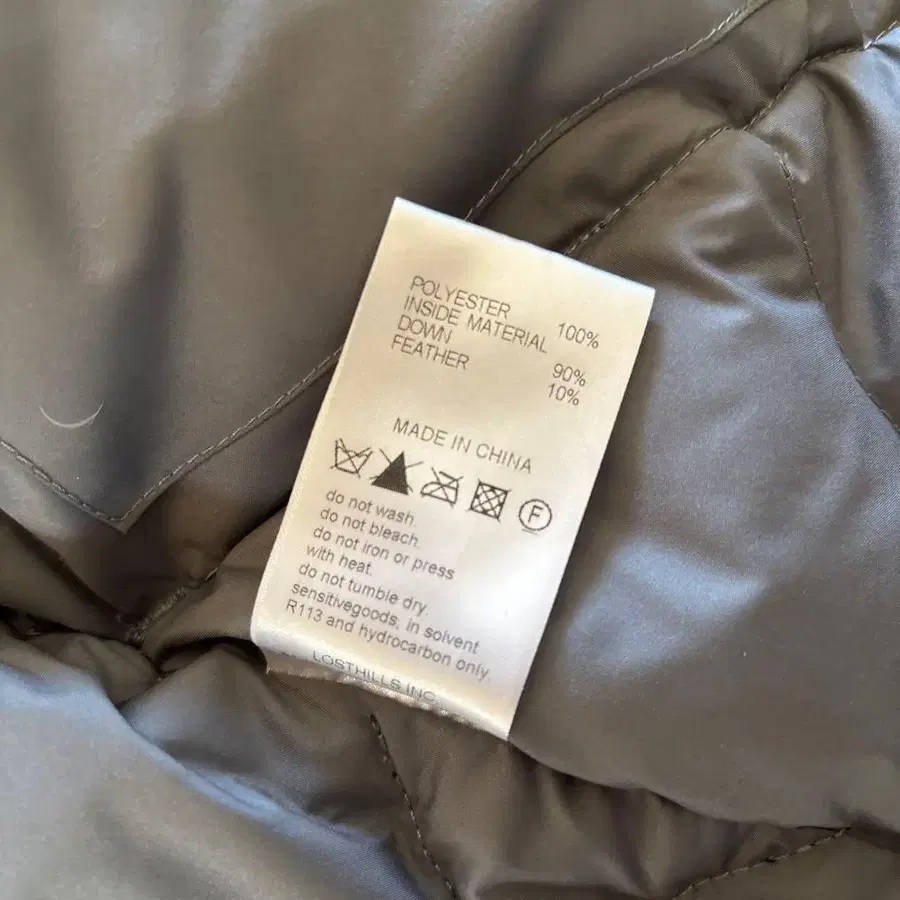 POLYESTER 100%
INSIDE MATERIAL
DOWN 90%
FEATHER 10%
MADE IN CHINA
F
do not wash.
do not bleach.
do not iron or press
with heat.
do not tumble dry.
sensitivegoods, in solvent
R113 and hydrocarbon only.
LOSTHILLS INC